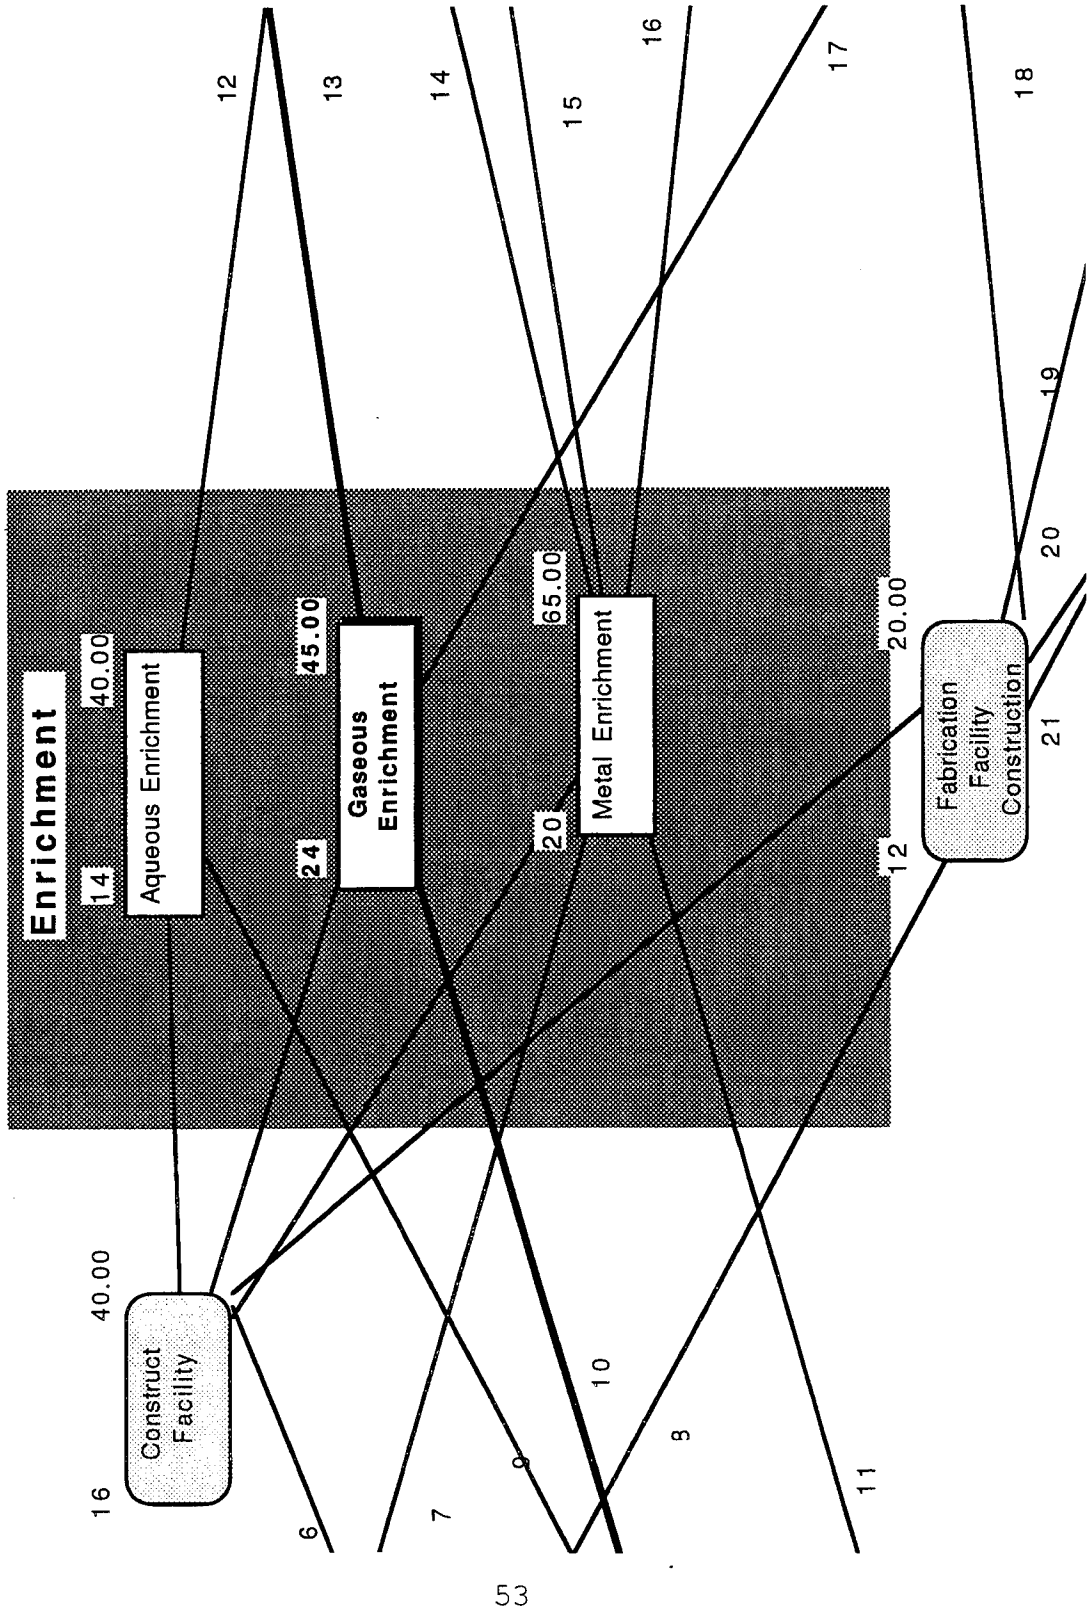 Enrichment
14
40.00
Aqueous Enrichment
24
45.00
Gaseous
Enrichment
20
65.00
Metal Enrichment
16
40.00
Construct
Facility
12
20.00
Fabrication
Facility
Construction
6
7
9
10
8
11
12
13
14
15
16
17
18
19
20
21
53